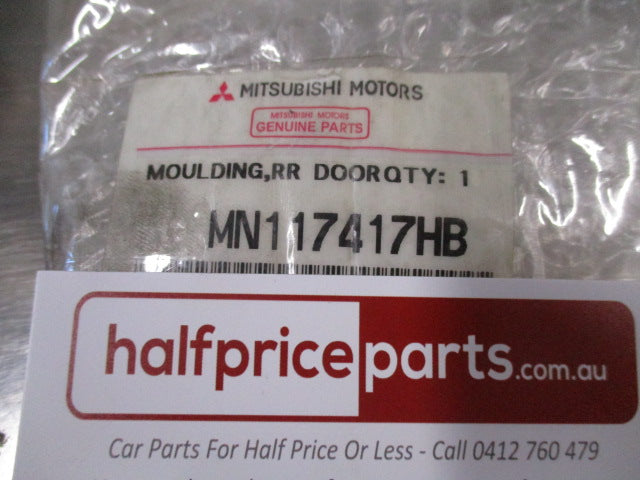 MITSUBISHI MOTORS
MITSUBISHI MOTORS
GENUINE PARTS
MOULDING,RR DOORQTY: 1
MN117417HB
halfpriceparts.com.au
Car Parts For Half Price Or Less - Call 0412 760 479